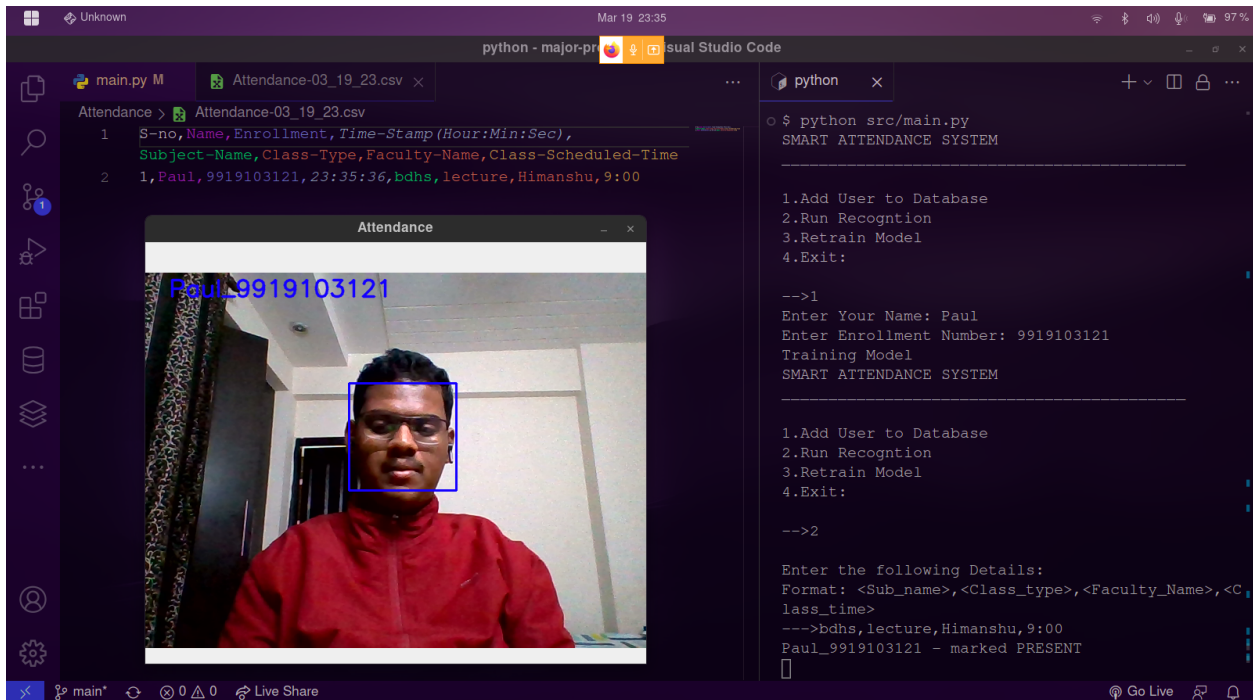 Unknown
Mar 19 23:35
97%
python - major-pr
isual Studio Code
main.py M
Attendance-03_19_23.csv
Attendance > Attendance-03_19_23.csv
1 S-no,Name,Enrollment,Time-Stamp(Hour:Min:Sec),
Subject-Name,Class-Type,Faculty-Name,Class-Scheduled-Time
2 1,Paul,9919103121,23:35:36,bdhs,lecture,Himanshu,9:00
Attendance
Paul_9919103121
python
$ python src/main.py
SMART ATTENDANCE SYSTEM
1.Add User to Database
2.Run Recogntion
3.Retrain Model
4.Exit:
-->1
Enter Your Name: Paul
Enter Enrollment Number: 9919103121
Training Model
SMART ATTENDANCE SYSTEM
1.Add User to Database
2.Run Recogntion
3.Retrain Model
4.Exit:
-->2
Enter the following Details:
Format: <Sub_name>,<Class_type>,<Faculty_Name>,<C
lass_time>
--->bdhs,lecture,Himanshu,9:00
Paul_9919103121 - marked PRESENT
1
main* 0 0 Live Share
Go Live